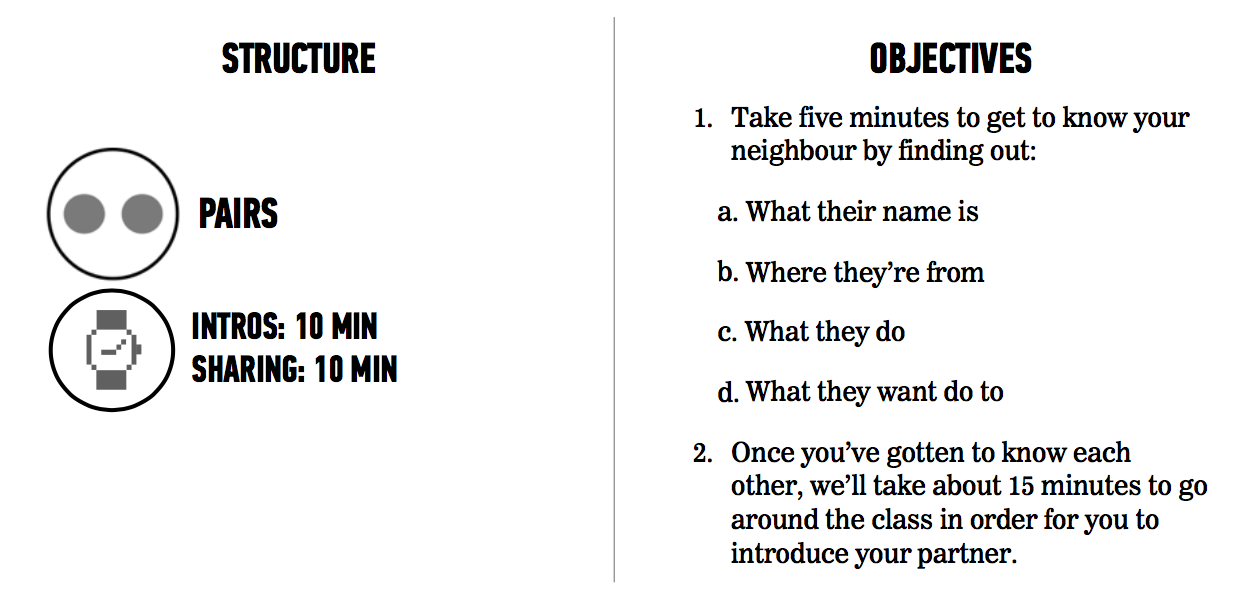 STRUCTURE
PAIRS
INTROS: 10 MIN
SHARING: 10 MIN
OBJECTIVES
1. Take five minutes to get to know your
neighbour by finding out:
a. What their name is
b. Where they’re from
c. What they do
d. What they want do to
2. Once you’ve gotten to know each
other, we’ll take about 15 minutes to go
around the class in order for you to
introduce your partner.